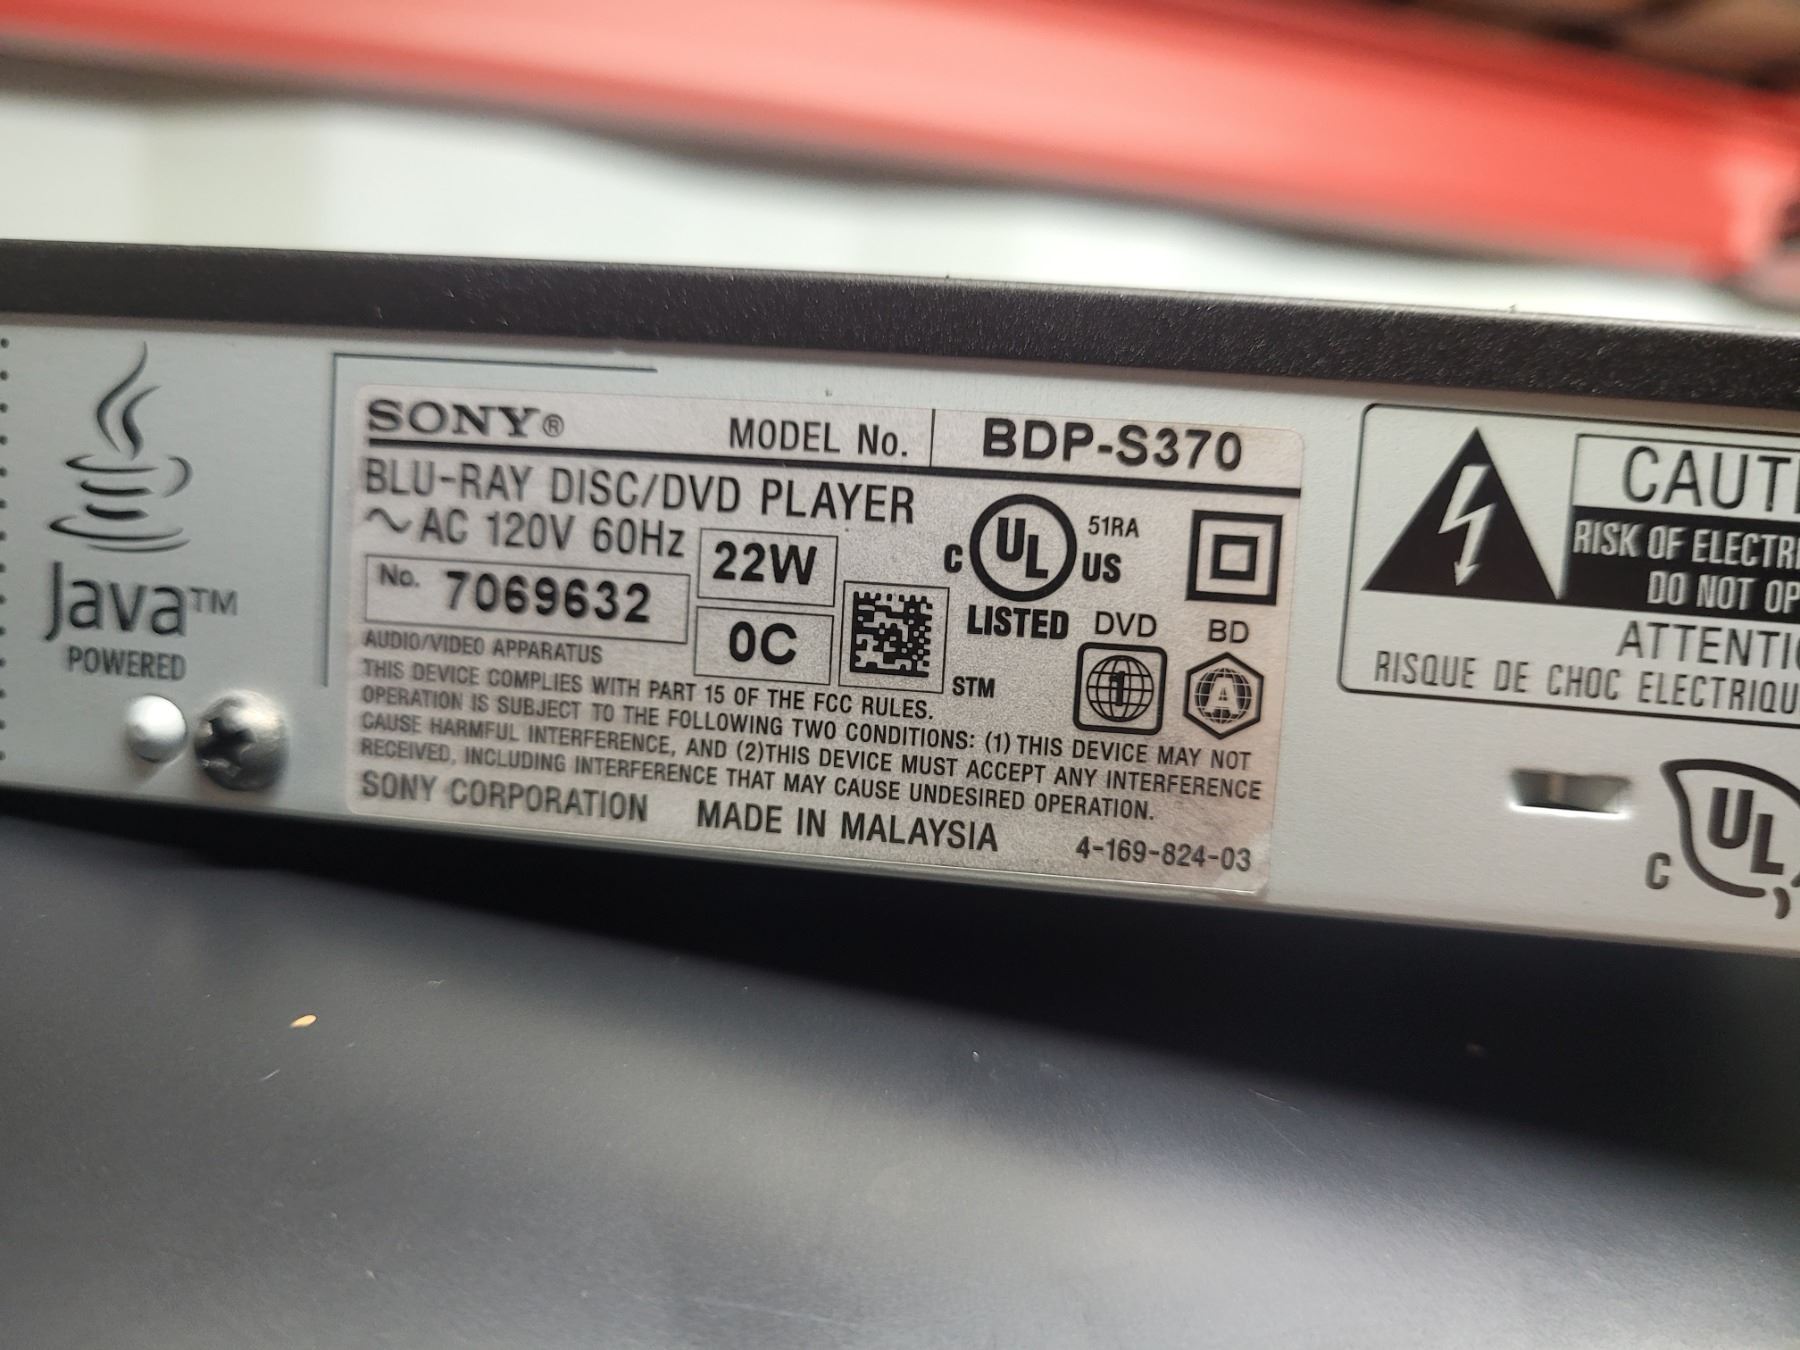 Java™
POWERED
SONY® MODEL No. BDP-S370
BLU-RAY DISC/DVD PLAYER
~AC 120V 60Hz 22W
No. 7069632 0C
C UL US 51RA
LISTED
DVD BD
1 A
STM
AUDIO/VIDEO APPARATUS
THIS DEVICE COMPLIES WITH PART 15 OF THE FCC RULES.
OPERATION IS SUBJECT TO THE FOLLOWING TWO CONDITIONS: (1) THIS DEVICE MAY NOT
CAUSE HARMFUL INTERFERENCE, AND (2)THIS DEVICE MUST ACCEPT ANY INTERFERENCE
RECEIVED, INCLUDING INTERFERENCE THAT MAY CAUSE UNDESIRED OPERATION.
SONY CORPORATION MADE IN MALAYSIA 4-169-824-03
RISK OF
DO NOT
RISQUE DE CHOC
C UL